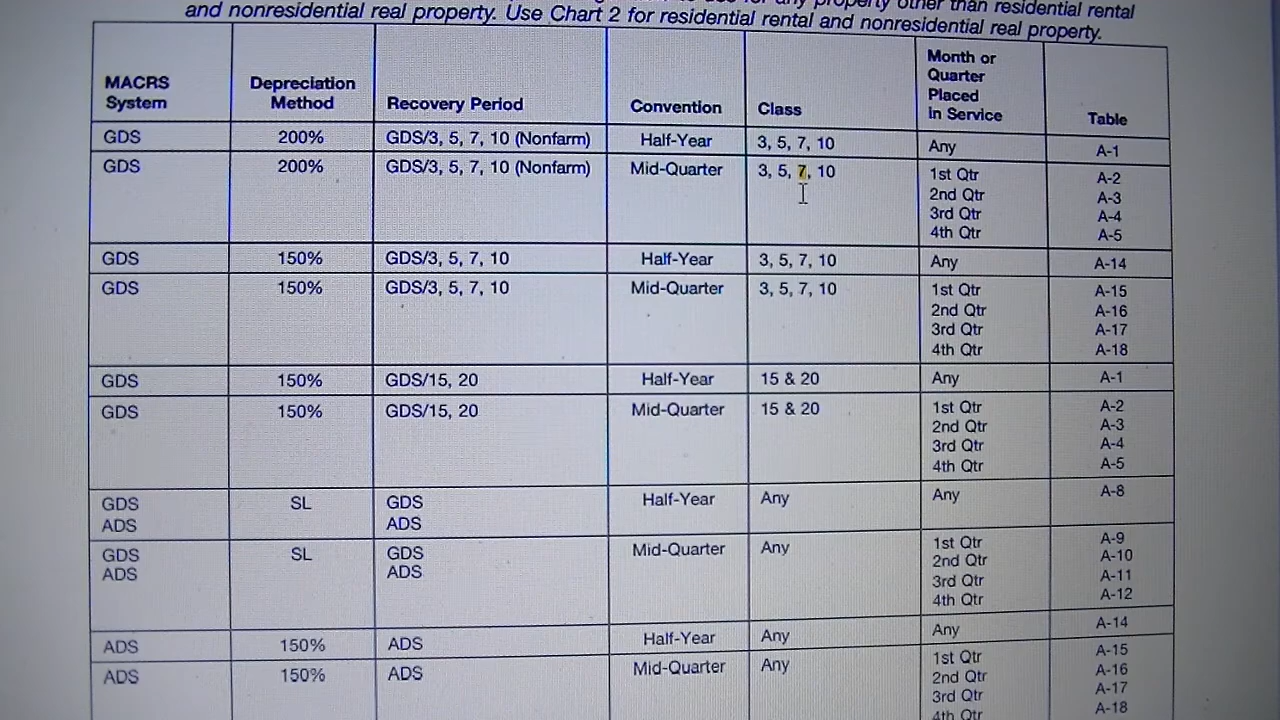 and nonresidential real property. Use Chart 2 for residential rental and nonresidential real property.
MACRS System Depreciation Method Recovery Period Convention Class Month or Quarter Placed In Service Table
GDS 200% GDS/3, 5, 7, 10 (Nonfarm) Half-Year 3, 5, 7, 10 Any A-1
GDS 200% GDS/3, 5, 7, 10 (Nonfarm) Mid-Quarter 3, 5, 7, 10 1st Qtr A-2
2nd Qtr A-3
3rd Qtr A-4
4th Qtr A-5
GDS 150% GDS/3, 5, 7, 10 Half-Year 3, 5, 7, 10 Any A-14
GDS 150% GDS/3, 5, 7, 10 Mid-Quarter 3, 5, 7, 10 1st Qtr A-15
2nd Qtr A-16
3rd Qtr A-17
4th Qtr A-18
GDS 150% GDS/15, 20 Half-Year 15 & 20 Any A-1
GDS 150% GDS/15, 20 Mid-Quarter 15 & 20 1st Qtr A-2
2nd Qtr A-3
3rd Qtr A-4
4th Qtr A-5
GDS SL GDS Half-Year Any Any A-8
ADS ADS
GDS SL GDS Mid-Quarter Any 1st Qtr A-9
ADS ADS 2nd Qtr A-10
3rd Qtr A-11
4th Qtr A-12
ADS 150% ADS Half-Year Any Any A-14
ADS 150% ADS Mid-Quarter Any 1st Qtr A-15
2nd Qtr A-16
3rd Qtr A-17
4th Qtr A-18